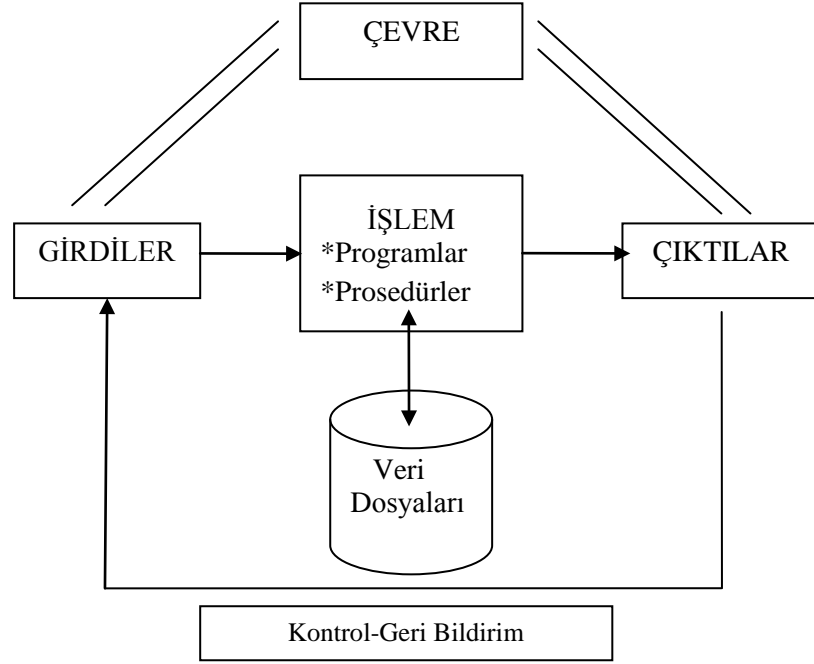 ÇEVRE
GİRDİLER
İŞLEM
*Programlar
*Prosedürler
ÇIKTILAR
Veri
Dosyaları
Kontrol-Geri Bildirim